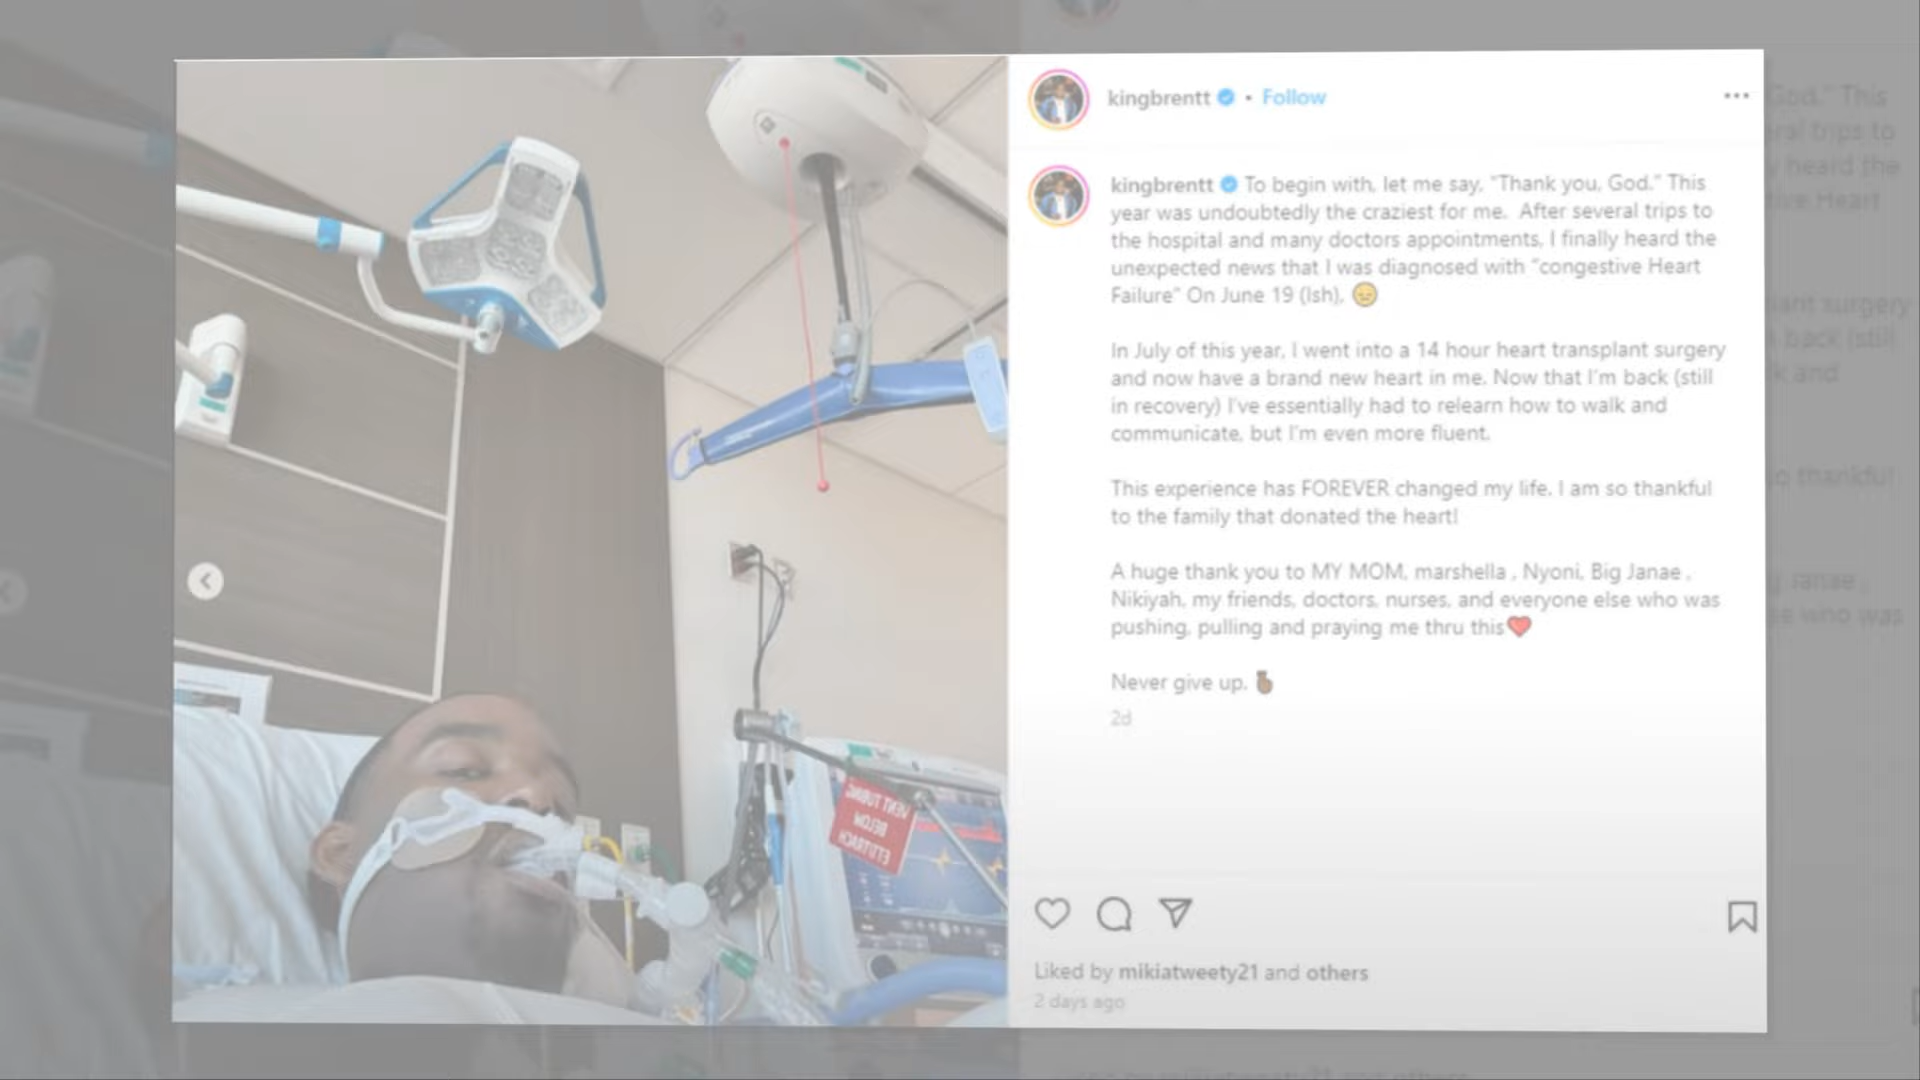 kingbrentt • Follow
kingbrentt To begin with, let me say, "Thank you, God." This
year was undoubtedly the craziest for me.  After several trips to
the hospital and many doctors appointments, I finally heard the
unexpected news that I was diagnosed with "congestive Heart
Failure" On June 19 (Ish). 😑
In July of this year, I went into a 14 hour heart transplant surgery
and now have a brand new heart in me. Now that I'm back (still
in recovery) I've essentially had to relearn how to walk and
communicate, but I'm even more fluent.
This experience has FOREVER changed my life. I am so thankful
to the family that donated the heart!
A huge thank you to MY MOM, marshella , Nyoni, Big Janae ,
Nikiyah, my friends, doctors, nurses, and everyone else who was
pushing, pulling and praying me thru this❤️
Never give up.
2d
Liked by mikiatweety21 and others
2 days ago
VENT TUBING
BELOW